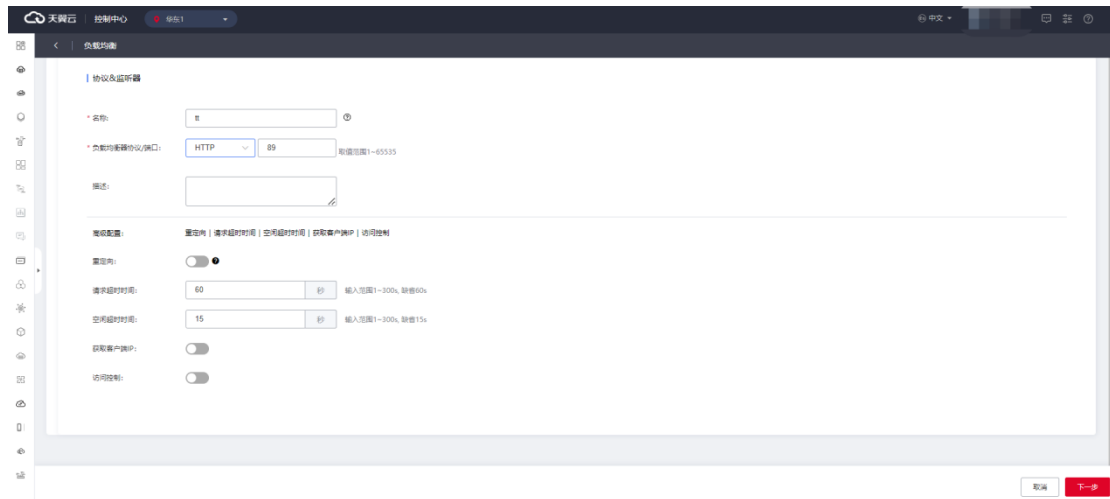 天翼云 | 控制中心 华东1 中文
负载均衡
协议&监听器
* 名称: tt
* 负载均衡器协议/端口: HTTP 89 取值范围1~65535
描述:
高级配置: 重定向 | 请求超时时间 | 空闲超时时间 | 获取客户端IP | 访问控制
重定向:
请求超时时间: 60 秒 输入范围1~300s, 缺省60s
空闲超时时间: 15 秒 输入范围1~300s, 缺省15s
获取客户端IP:
访问控制:
取消 下一步